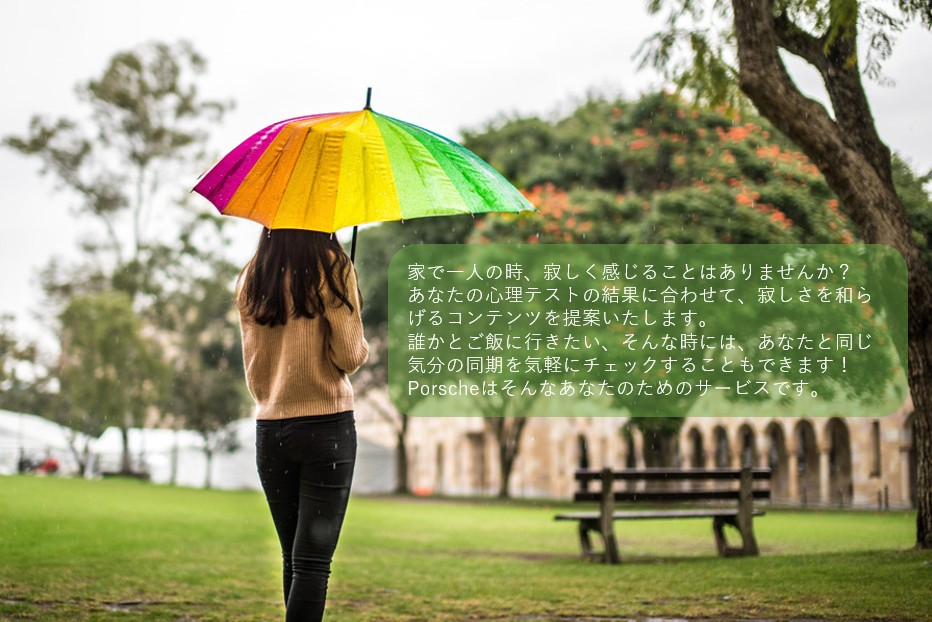 家で一人の時、寂しく感じることはありませんか？
あなたの心理テストの結果に合わせて、寂しさを和ら
げるコンテンツを提案いたします。
誰かとご飯に行きたい、そんな時には、あなたと同じ
気分の同期を気軽にチェックすることもできます！
Porscheはそんなあなたのためのサービスです。